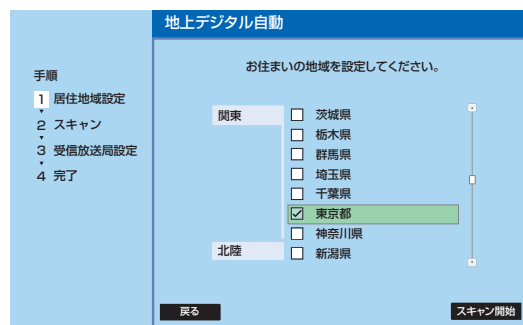 地上デジタル自動
お住まいの地域を設定してください。
手順
1 居住地域設定
2 スキャン
3 受信放送局設定
4 完了
関東
茨城県
栃木県
群馬県
埼玉県
千葉県
東京都
神奈川県
北陸
新潟県
戻る
スキャン開始